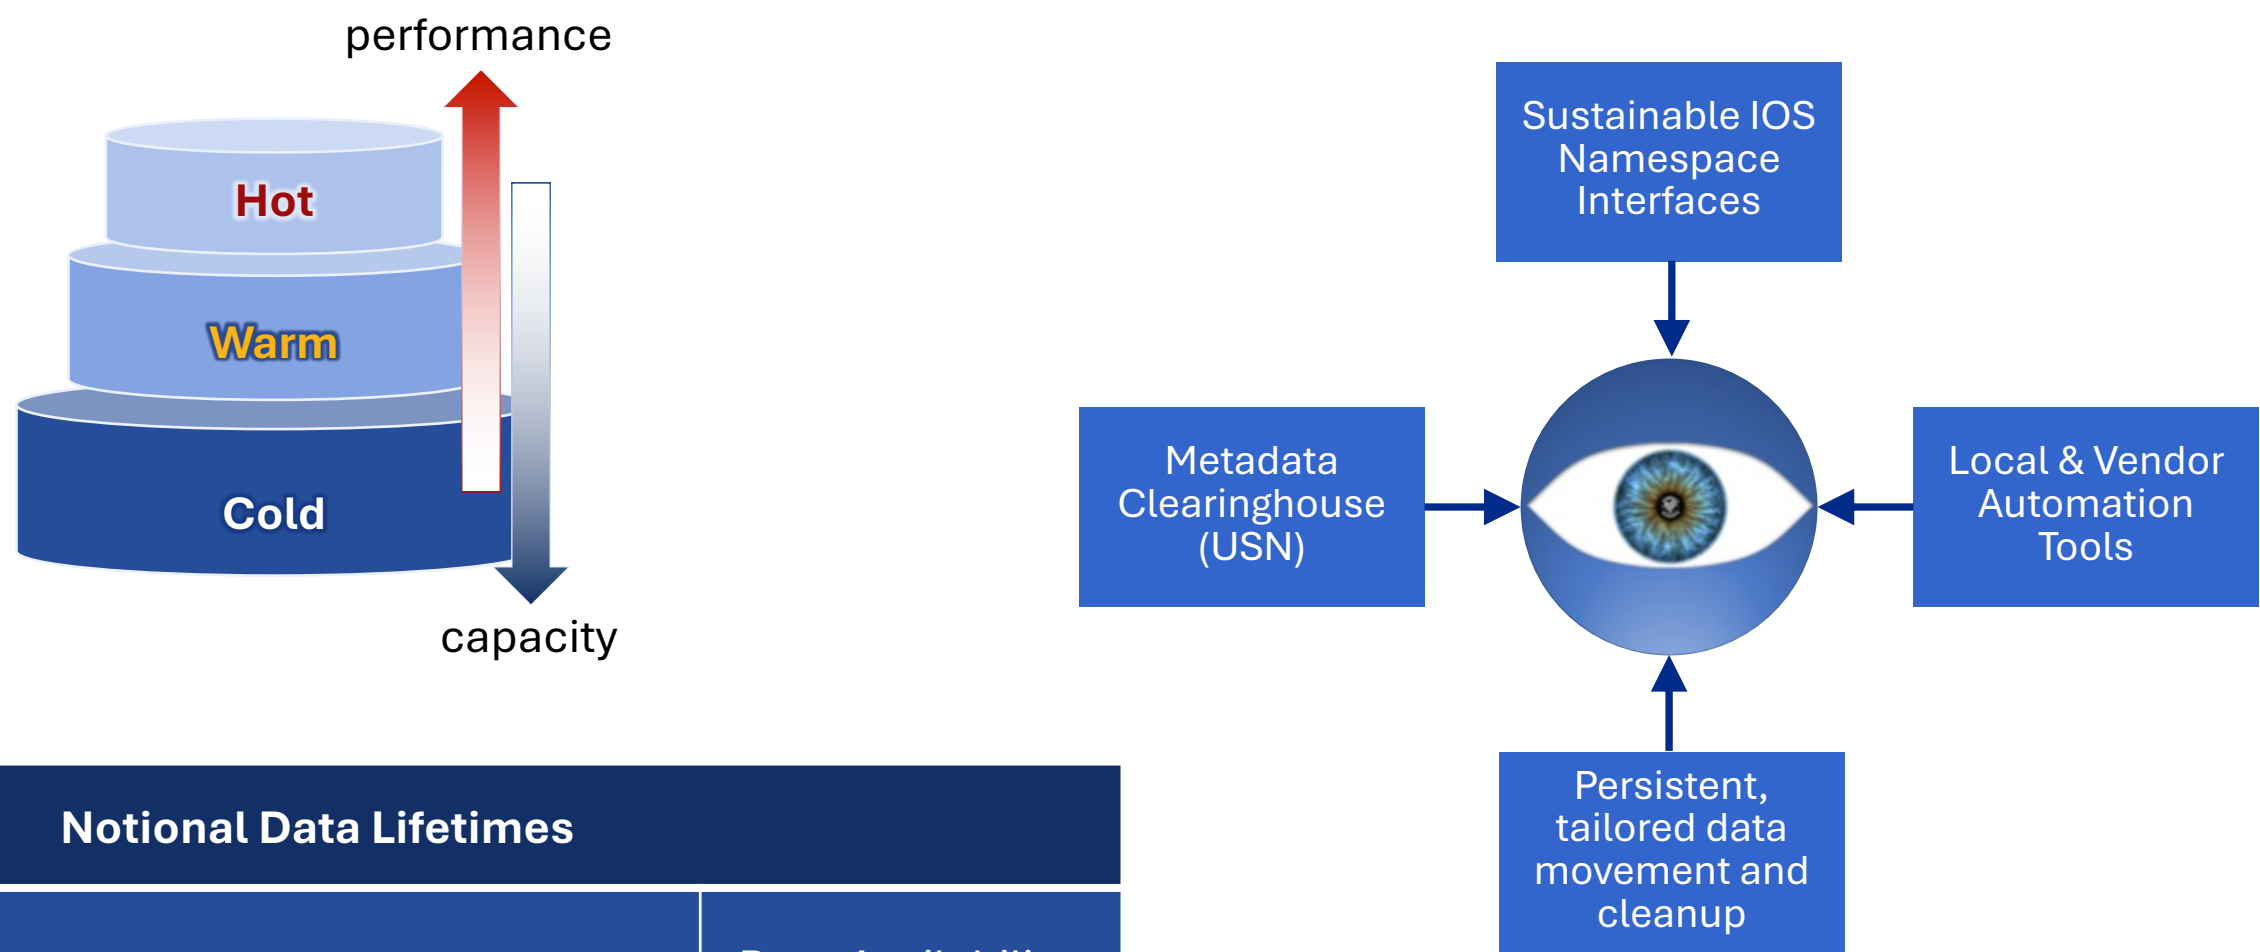 performance
Hot
Warm
Cold
capacity
Sustainable IOS
Namespace
Interfaces
Metadata
Clearinghouse
(USN)
Local & Vendor
Automation
Tools
Persistent,
tailored data
movement and
cleanup
Notional Data Lifetimes